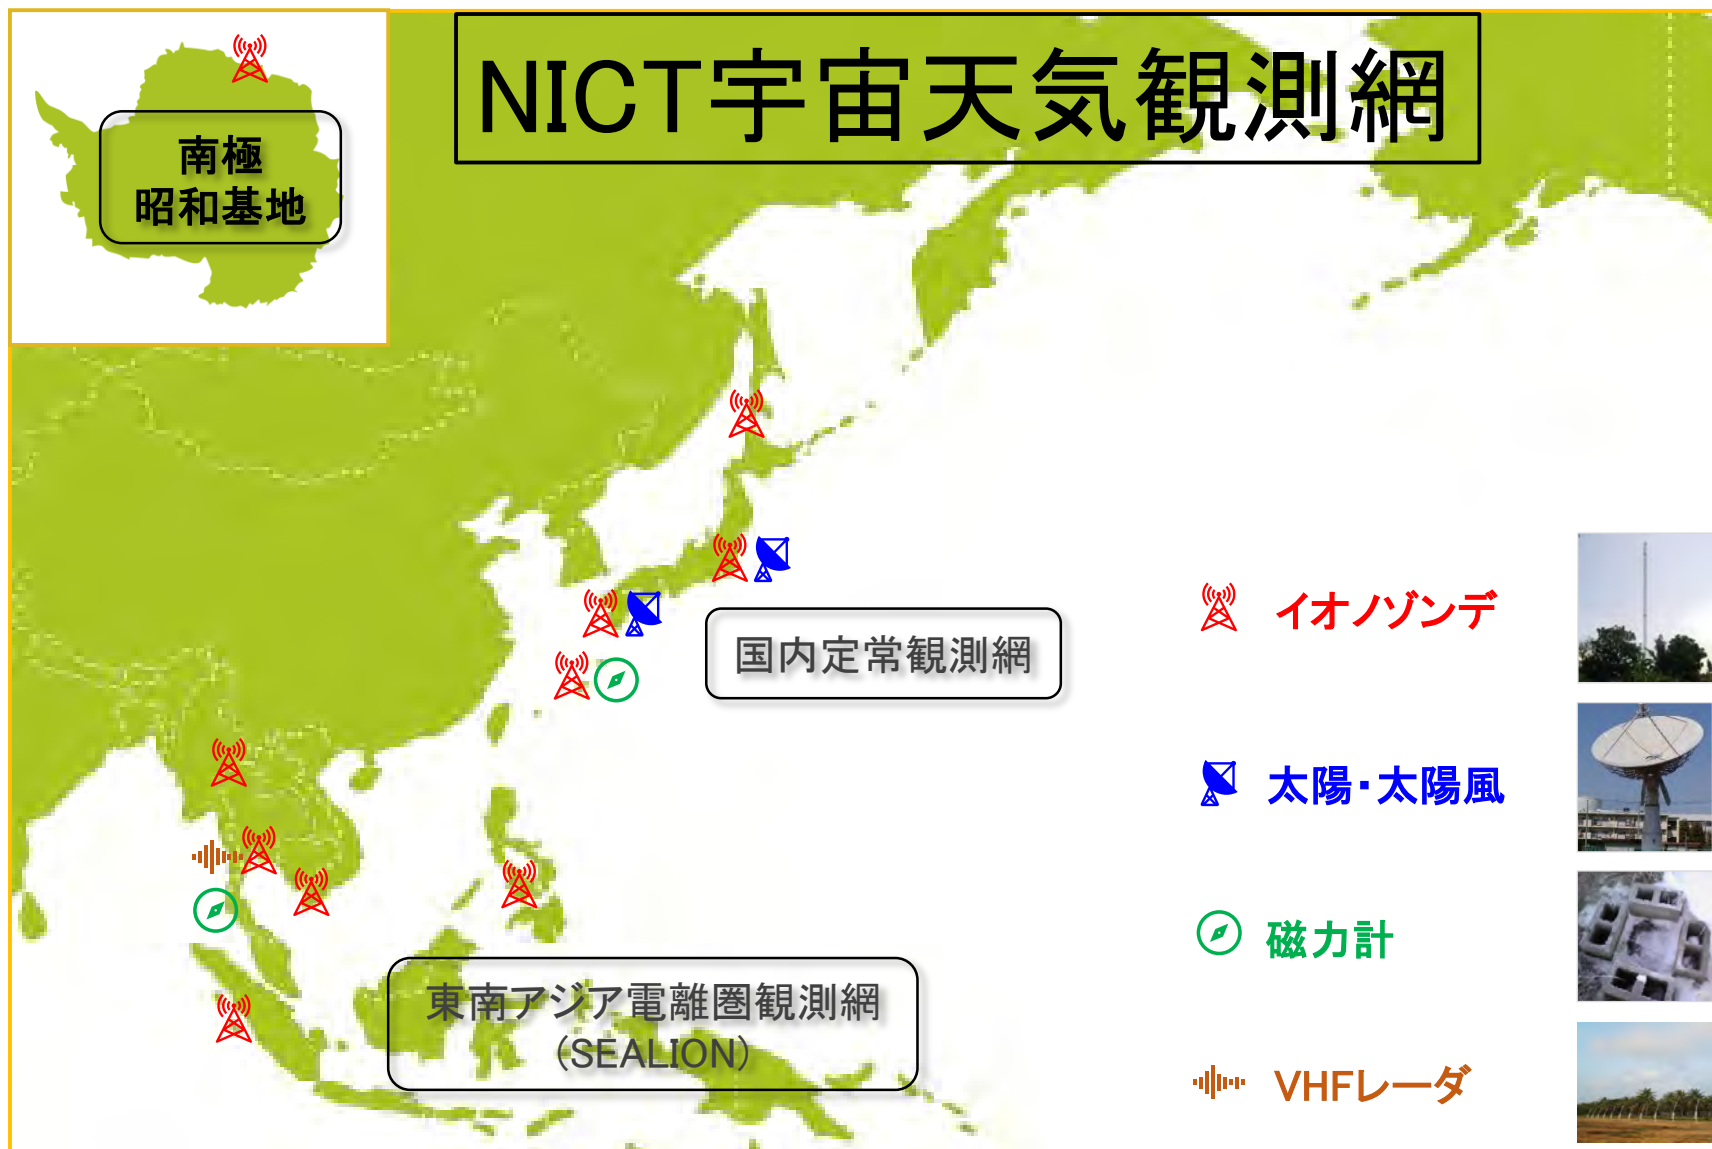 NICT宇宙天気観測網
南極
昭和基地
国内定常観測網
東南アジア電離圏観測網
(SEALION)
イオノゾンデ
太陽・太陽風
磁力計
VHFレーダ